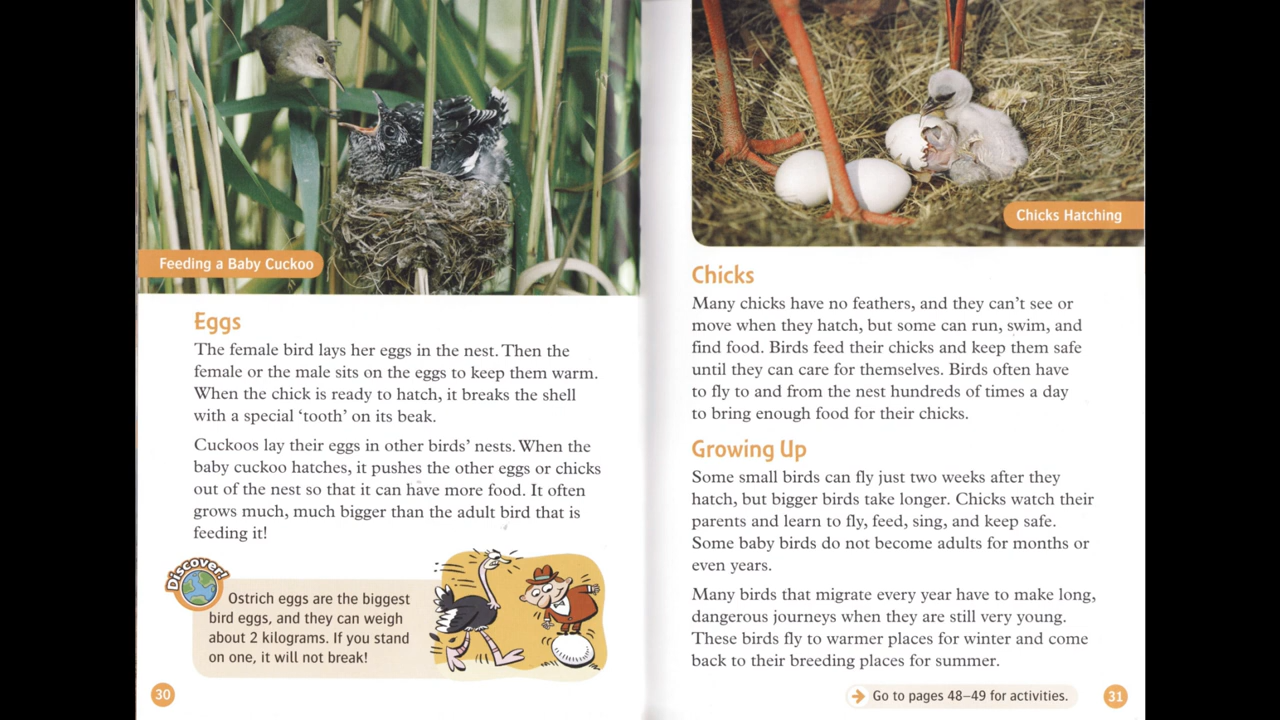 Feeding a Baby Cuckoo
Eggs
The female bird lays her eggs in the nest. Then the
female or the male sits on the eggs to keep them warm.
When the chick is ready to hatch, it breaks the shell
with a special ‘tooth’ on its beak.
Cuckoos lay their eggs in other birds’ nests. When the
baby cuckoo hatches, it pushes the other eggs or chicks
out of the nest so that it can have more food. It often
grows much, much bigger than the adult bird that is
feeding it!
Discover!
Ostrich eggs are the biggest
bird eggs, and they can weigh
about 2 kilograms. If you stand
on one, it will not break!
30
Chicks Hatching
Chicks
Many chicks have no feathers, and they can’t see or
move when they hatch, but some can run, swim, and
find food. Birds feed their chicks and keep them safe
until they can care for themselves. Birds often have
to fly to and from the nest hundreds of times a day
to bring enough food for their chicks.
Growing Up
Some small birds can fly just two weeks after they
hatch, but bigger birds take longer. Chicks watch their
parents and learn to fly, feed, sing, and keep safe.
Some baby birds do not become adults for months or
even years.
Many birds that migrate every year have to make long,
dangerous journeys when they are still very young.
These birds fly to warmer places for winter and come
back to their breeding places for summer.
Go to pages 48–49 for activities.
31